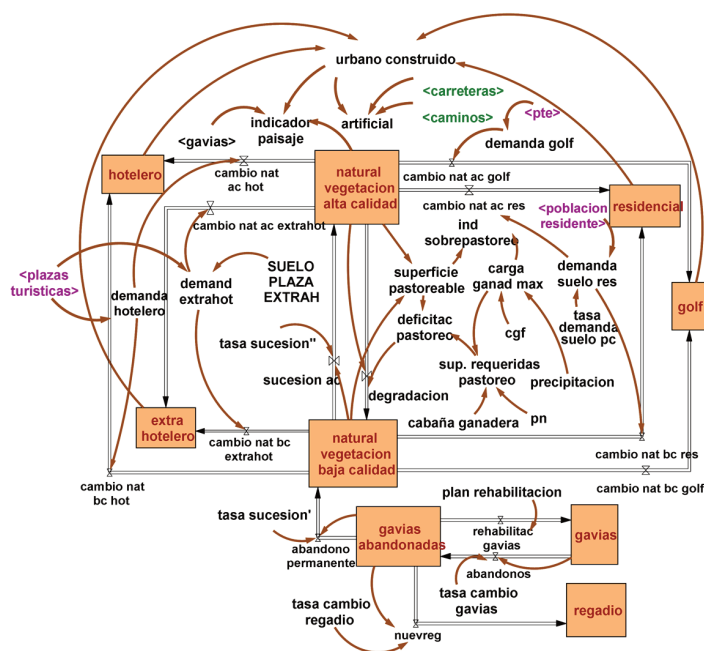 urbano construido
<carreteras>
<gavias>
indicador
paisaje
artificial
<caminos>
<pte>
demanda golf
hotelero
cambio nat
ac hot
natural
vegetacion
alta calidad
cambio nat ac golf
cambio nat ac res
residencial
cambio nat ac extrahot
ind
sobrepastoreo
<poblacion
residente>
<plazas
turisticas>
demanda
hotelero
demand
extrahot
SUELO
PLAZA
EXTRAH
superficie
pastoreable
carga
ganad max
demanda
suelo res
golf
deficitac
pastoreo
cgf
tasa
demanda
suelo pc
tasa sucesion"
sucesion ac
degradacion
sup. requeridas
pastoreo
precipitacion
cabaña ganadera
pn
extra
hotelero
cambio nat bc
extrahot
natural
vegetacion
baja calidad
cambio nat bc res
cambio nat
bc hot
cambio nat bc golf
tasa sucesion'
abandono
permanente
gavias
abandonadas
plan rehabilitacion
rehabilitac
gavias
gavias
abandonos
tasa cambio
gavias
tasa cambio
regadio
nuevreg
regadio